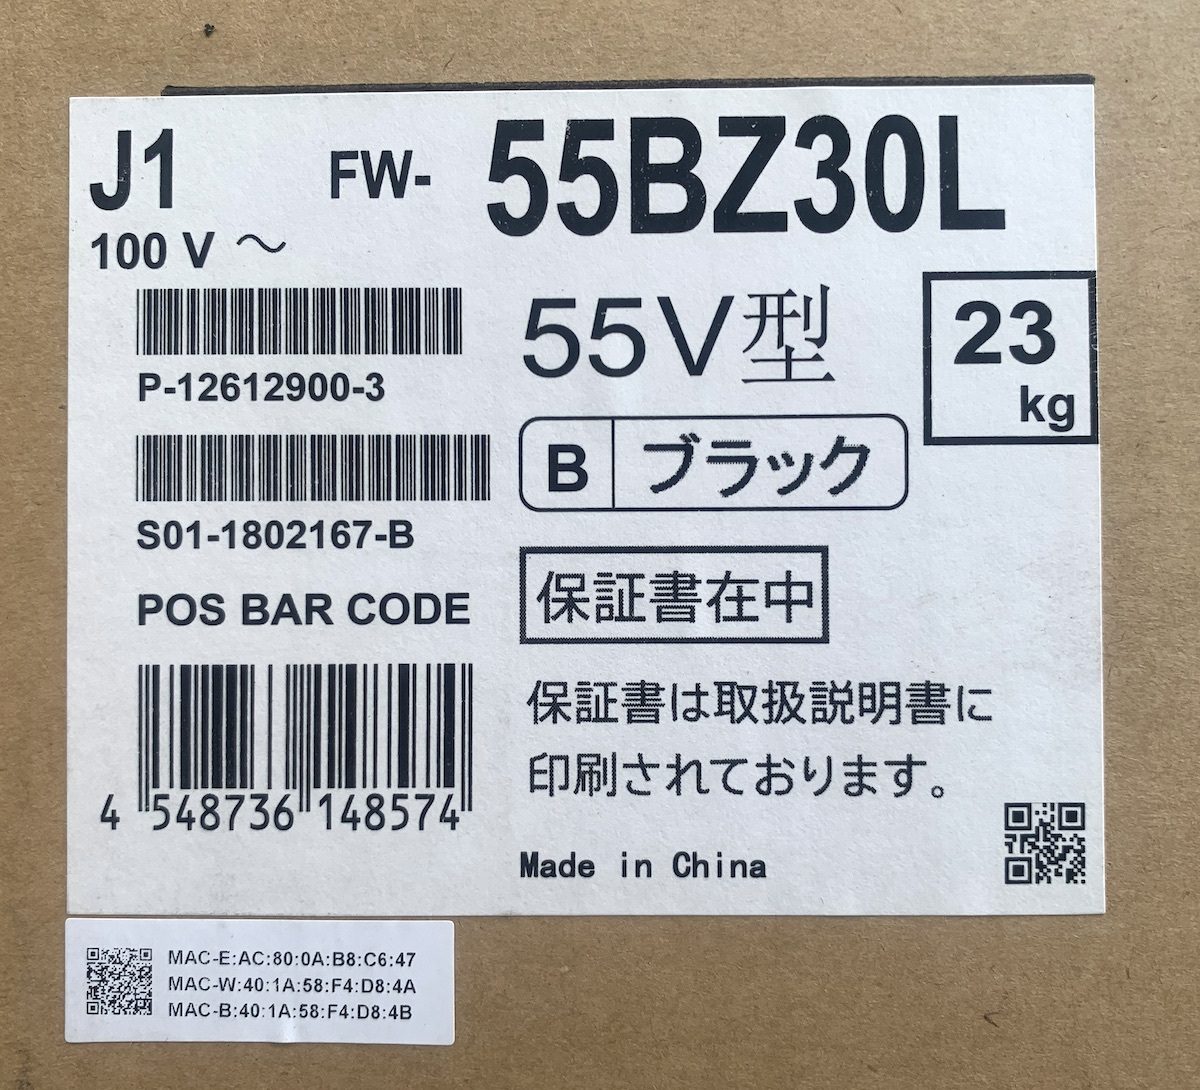 J1
FW-55BZ30L
100 V ～
55V型
23
kg
P-12612900-3
B ブラック
S01-1802167-B
保証書在中
POS BAR CODE
保証書は取扱説明書に
印刷されております。
4 548736 148574
Made in China
MAC-E:AC:80:0A:B8:C6:47
MAC-W:40:1A:58:F4:D8:4A
MAC-B:40:1A:58:F4:D8:4B